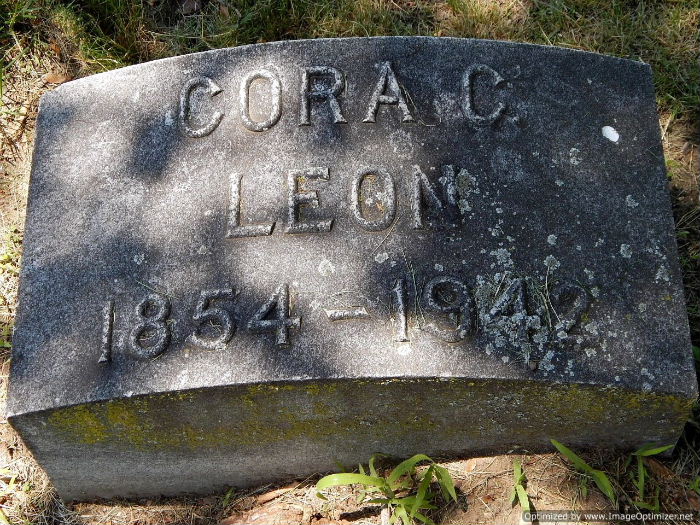 CORA C.
LEON
1854 - 1942
Optimized by www.ImageOptimizer.net